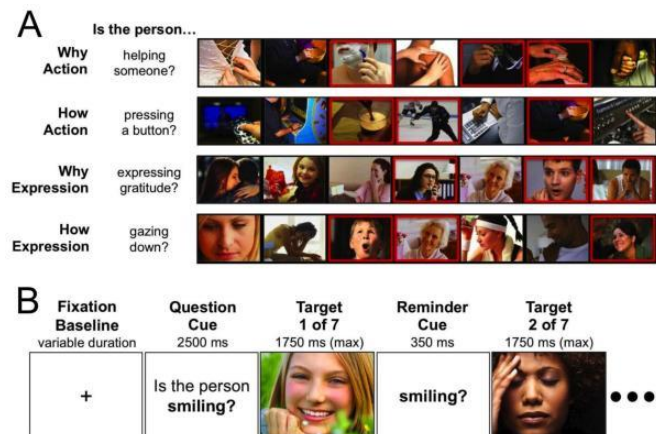 A
Is the person…
Why
Action
helping
someone?
How
Action
pressing
a button?
Why
Expression
expressing
gratitude?
How
Expression
gazing
down?
B
Fixation
Baseline
variable duration
Question
Cue
2500 ms
Target
1 of 7
1750 ms (max)
Reminder
Cue
350 ms
Target
2 of 7
1750 ms (max)
+
Is the person
smiling?
smiling?